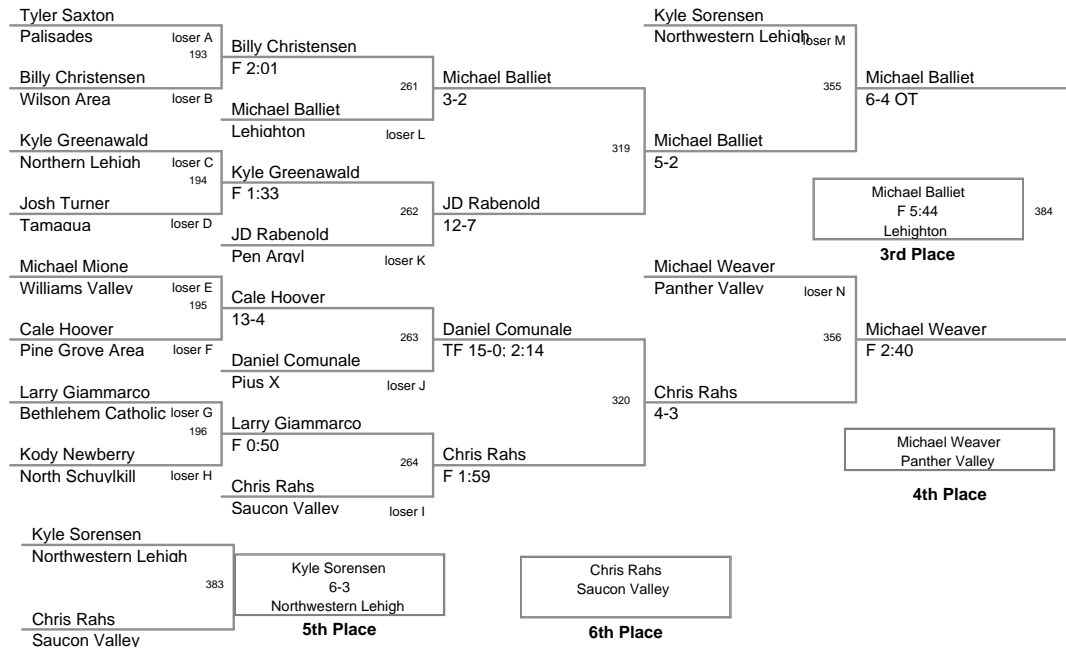 Tyler Saxton
Palisades
loser A
193
Billy Christensen
Wilson Area
loser B
Kyle Greenawald
Northern Lehigh
loser C
194
Josh Turner
Tamaqua
loser D
Michael Mione
Williams Valley
loser E
195
Cale Hoover
Pine Grove Area
loser F
Larry Giammarco
Bethlehem Catholic
loser G
196
Kody Newberry
North Schuylkill
loser H
Billy Christensen
F 2:01
261
Michael Balliet
Lehighton
loser L
Kyle Greenawald
F 1:33
262
JD Rabenold
Pen Argyl
loser K
Cale Hoover
13-4
263
Daniel Comunale
Pius X
loser J
Larry Giammarco
F 0:50
264
Chris Rahs
Saucon Valley
loser I
Michael Balliet
3-2
319
JD Rabenold
12-7
Daniel Comunale
TF 15-0; 2:14
320
Chris Rahs
F 1:59
Kyle Sorensen
Northwestern Lehigh
loser M
355
Michael Balliet
5-2
Michael Weaver
Panther Valley
loser N
356
Chris Rahs
4-3
Michael Balliet
6-4 OT
Michael Balliet
F 5:44
Lehighton
384
3rd Place
Michael Weaver
F 2:40
Michael Weaver
Panther Valley
4th Place
Kyle Sorensen
Northwestern Lehigh
383
Chris Rahs
Saucon Valley
Kyle Sorensen
6-3
Northwestern Lehigh
5th Place
Chris Rahs
Saucon Valley
6th Place